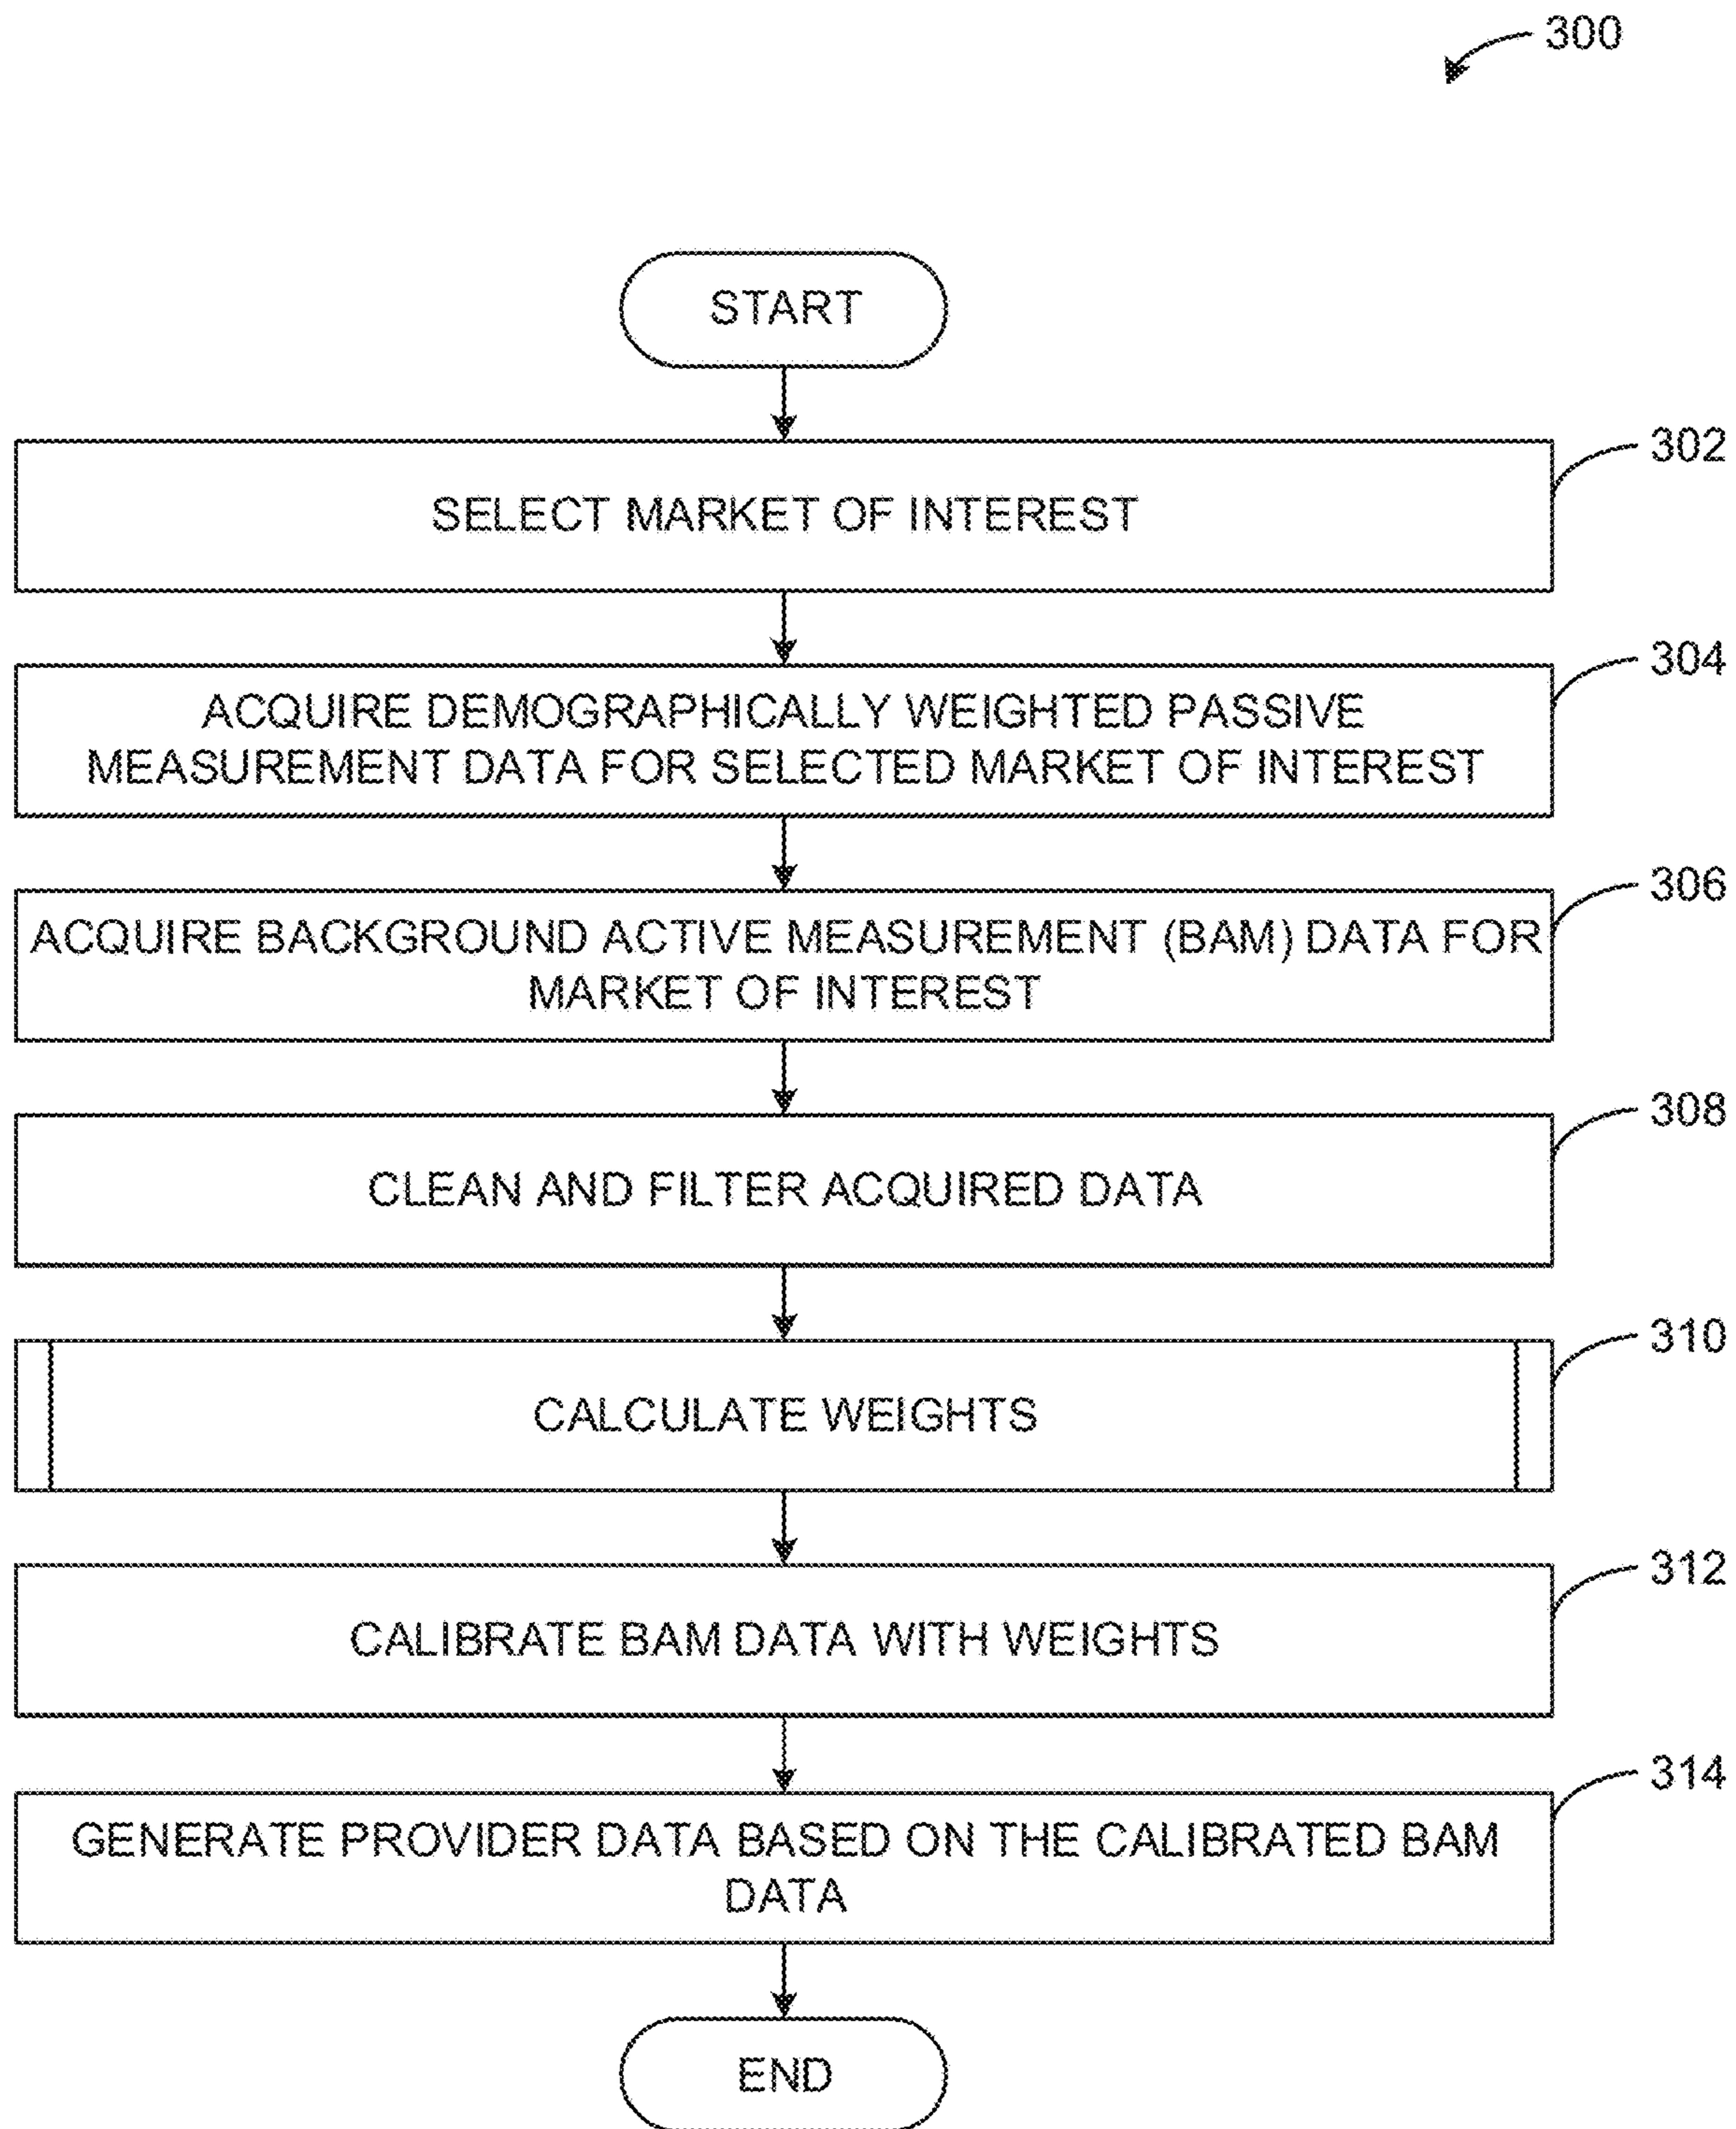 300
START
302
SELECT MARKET OF INTEREST
304
ACQUIRE DEMOGRAPHICALLY WEIGHTED PASSIVE
MEASUREMENT DATA FOR SELECTED MARKET OF INTEREST
306
ACQUIRE BACKGROUND ACTIVE MEASUREMENT (BAM) DATA FOR
MARKET OF INTEREST
308
CLEAN AND FILTER ACQUIRED DATA
310
CALCULATE WEIGHTS
312
CALIBRATE BAM DATA WITH WEIGHTS
314
GENERATE PROVIDER DATA BASED ON THE CALIBRATED BAM
DATA
END